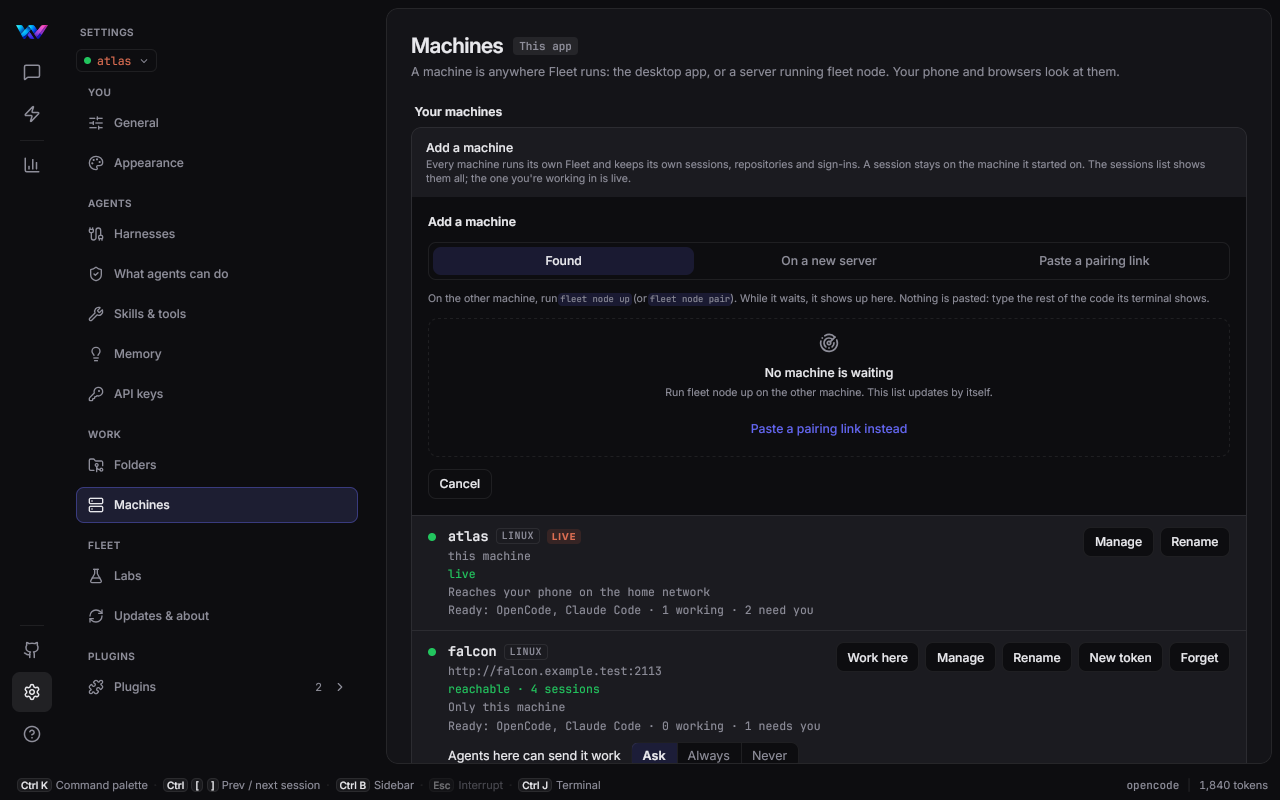 SETTINGS
atlas
YOU
General
Appearance
AGENTS
Harnesses
What agents can do
Skills & tools
Memory
API keys
WORK
Folders
Machines
FLEET
Labs
Updates & about
PLUGINS
Plugins 2
Machines This app
A machine is anywhere Fleet runs: the desktop app, or a server running fleet node. Your phone and browsers look at them.
Your machines
Add a machine
Every machine runs its own Fleet and keeps its own sessions, repositories and sign-ins. A session stays on the machine it started on. The sessions list shows
them all; the one you're working in is live.
Add a machine
Found On a new server Paste a pairing link
On the other machine, run fleet node up (or fleet node pair). While it waits, it shows up here. Nothing is pasted: type the rest of the code its terminal shows.
No machine is waiting
Run fleet node up on the other machine. This list updates by itself.
Paste a pairing link instead
Cancel
atlas LINUX LIVE Manage Rename
this machine
live
Reaches your phone on the home network
Ready: OpenCode, Claude Code · 1 working · 2 need you
falcon LINUX Work here Manage Rename New token Forget
http://falcon.example.test:2113
reachable · 4 sessions
Only this machine
Ready: OpenCode, Claude Code · 0 working · 1 needs you
Agents here can send it work Ask Always Never
Ctrl K Command palette · Ctrl [ ] Prev / next session · Ctrl B Sidebar · Esc Interrupt · Ctrl J Terminal opencode 1,840 tokens